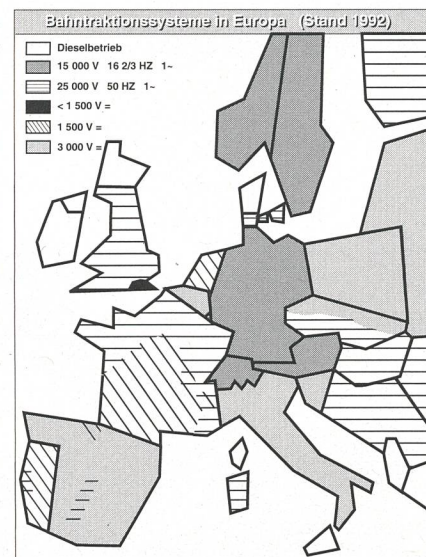 Bahntraktionssysteme in Europa (Stand 1992)
Dieselbetrieb
15 000 V 16 2/3 HZ 1~
25 000 V 50 HZ 1~
< 1 500 V =
1 500 V =
3 000 V =